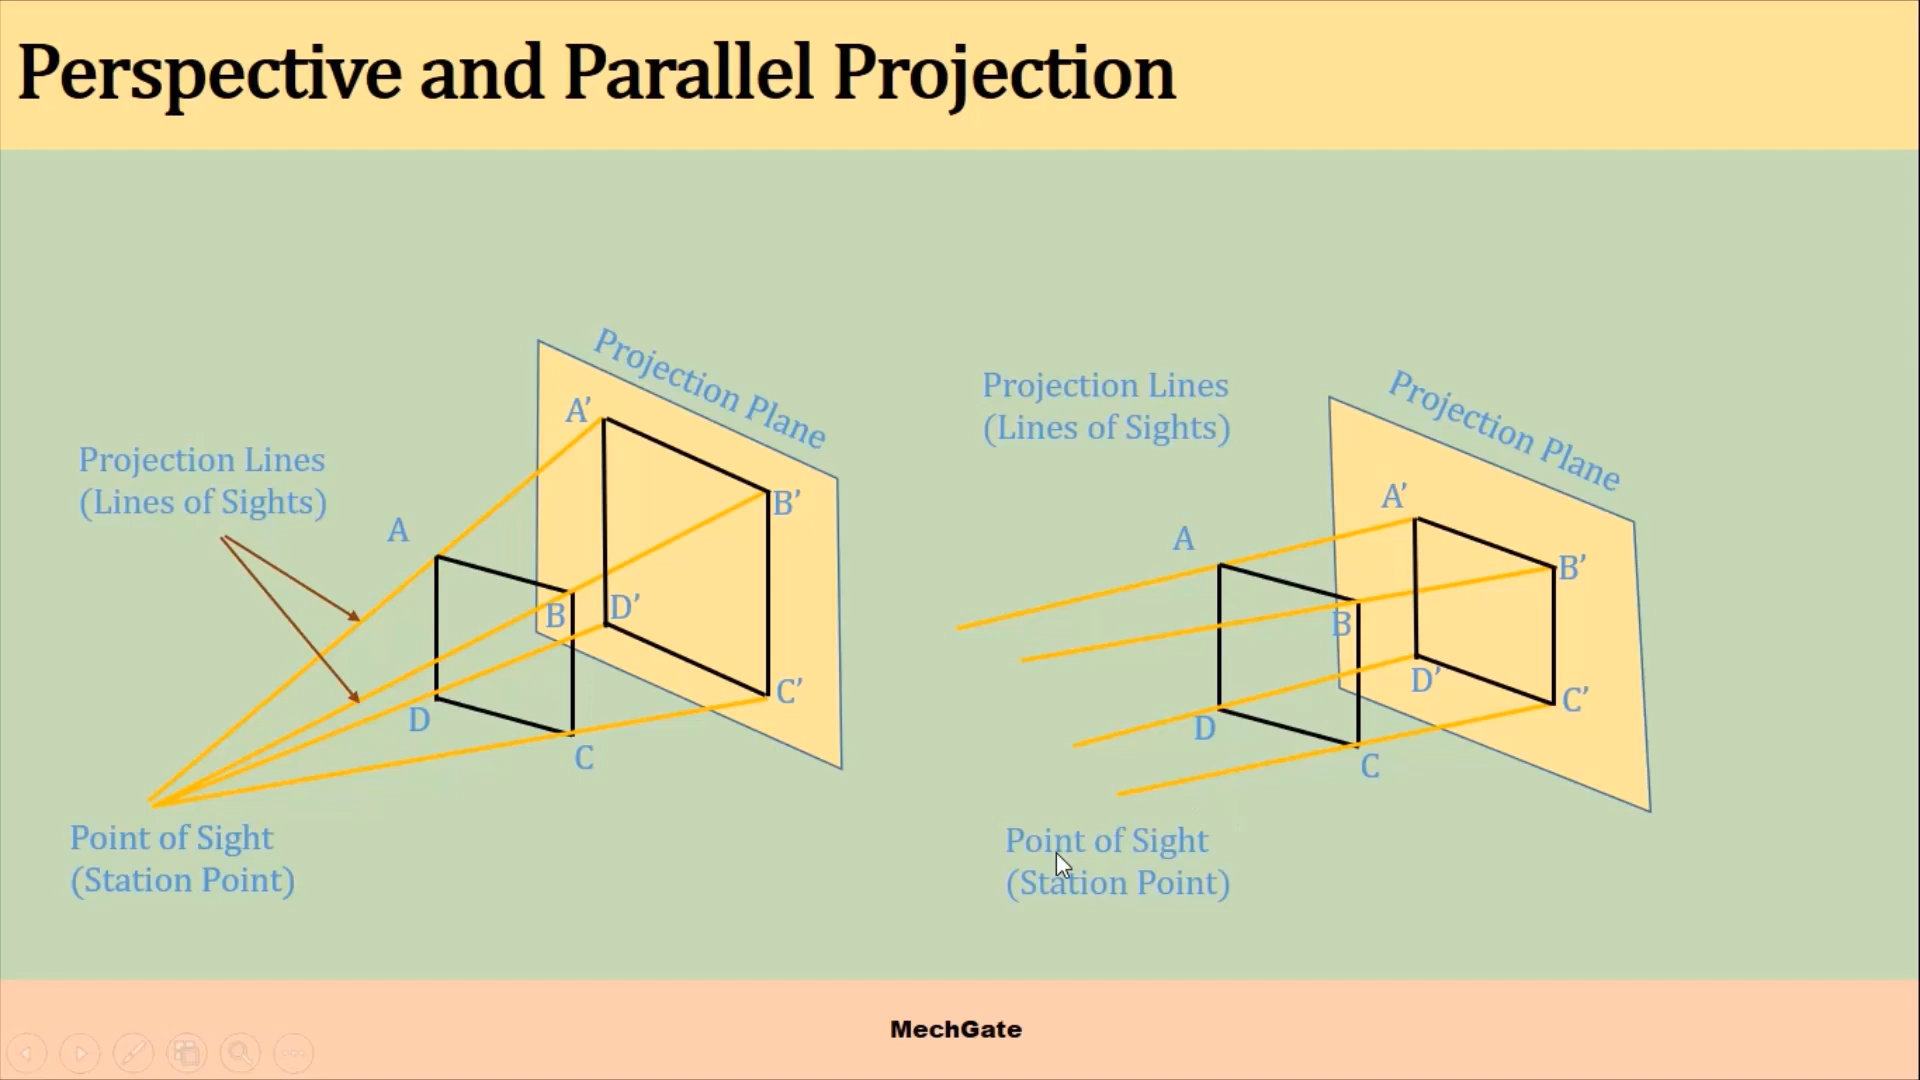 Perspective and Parallel Projection
Projection Plane
A’
B’
Projection Lines
(Lines of Sights)
A
B
D’
C’
D
C
Point of Sight
(Station Point)
Projection Lines
(Lines of Sights)
Projection Plane
A’
A
B’
B
D’
C’
D
C
Point of Sight
(Station Point)
MechGate